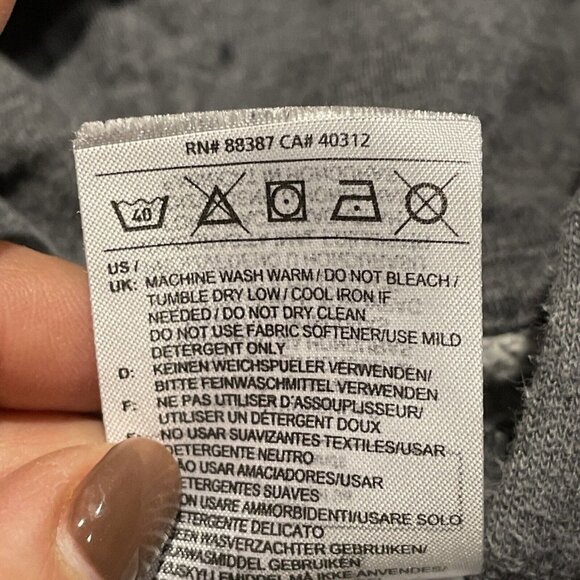 RN# 88387 CA# 40312
40
US /
UK: MACHINE WASH WARM / DO NOT BLEACH /
TUMBLE DRY LOW / COOL IRON IF
NEEDED / DO NOT DRY CLEAN
DO NOT USE FABRIC SOFTENER/USE MILD
DETERGENT ONLY
D: KEINEN WEICHSPUELER VERWENDEN/
BITTE FEINWASCHMITTEL VERWENDEN
F: NE PAS UTILISER D'ASSOUPLISSEUR/
UTILISER UN DÉTERGENT DOUX
NO USAR SUAVIZANTES TEXTILES/USAR
DETERGENTE NEUTRO
USAR AMACIADORES/USAR
DETERGENTES SUAVES
USARE AMMORBIDENTI/USARE SOLO
DETERGENTE DELICATO
WASVERZACHTER GEBRUIKEN/
GEBRUIKEN
MÅ IKKE ANVENDES/